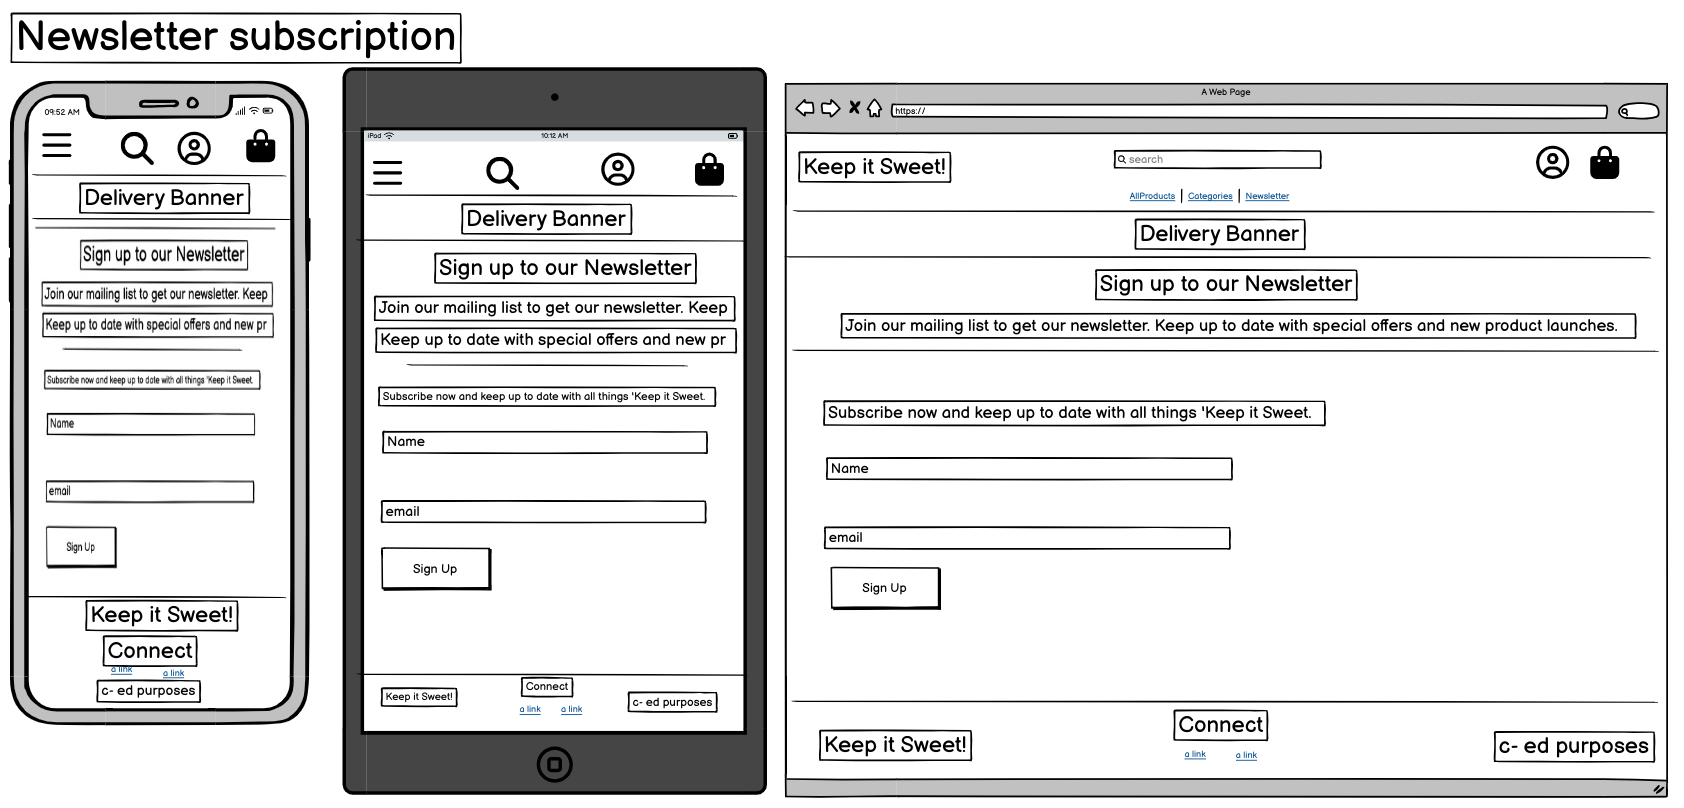 Newsletter subscription
09:52 AM
Delivery Banner
Sign up to our Newsletter
Join our mailing list to get our newsletter. Keep
Keep up to date with special offers and new pr
Subscribe now and keep up to date with all things 'Keep it Sweet.
Name
email
Sign Up
Keep it Sweet!
Connect
a link a link
c- ed purposes
iPad 10:12 AM
Delivery Banner
Sign up to our Newsletter
Join our mailing list to get our newsletter. Keep
Keep up to date with special offers and new pr
Subscribe now and keep up to date with all things 'Keep it Sweet.
Name
email
Sign Up
Keep it Sweet!
Connect
a link a link
c- ed purposes
A Web Page
https://
Keep it Sweet!
search
AllProducts | Categories | Newsletter
Delivery Banner
Sign up to our Newsletter
Join our mailing list to get our newsletter. Keep up to date with special offers and new product launches.
Subscribe now and keep up to date with all things 'Keep it Sweet.
Name
email
Sign Up
Keep it Sweet!
Connect
a link a link
c- ed purposes